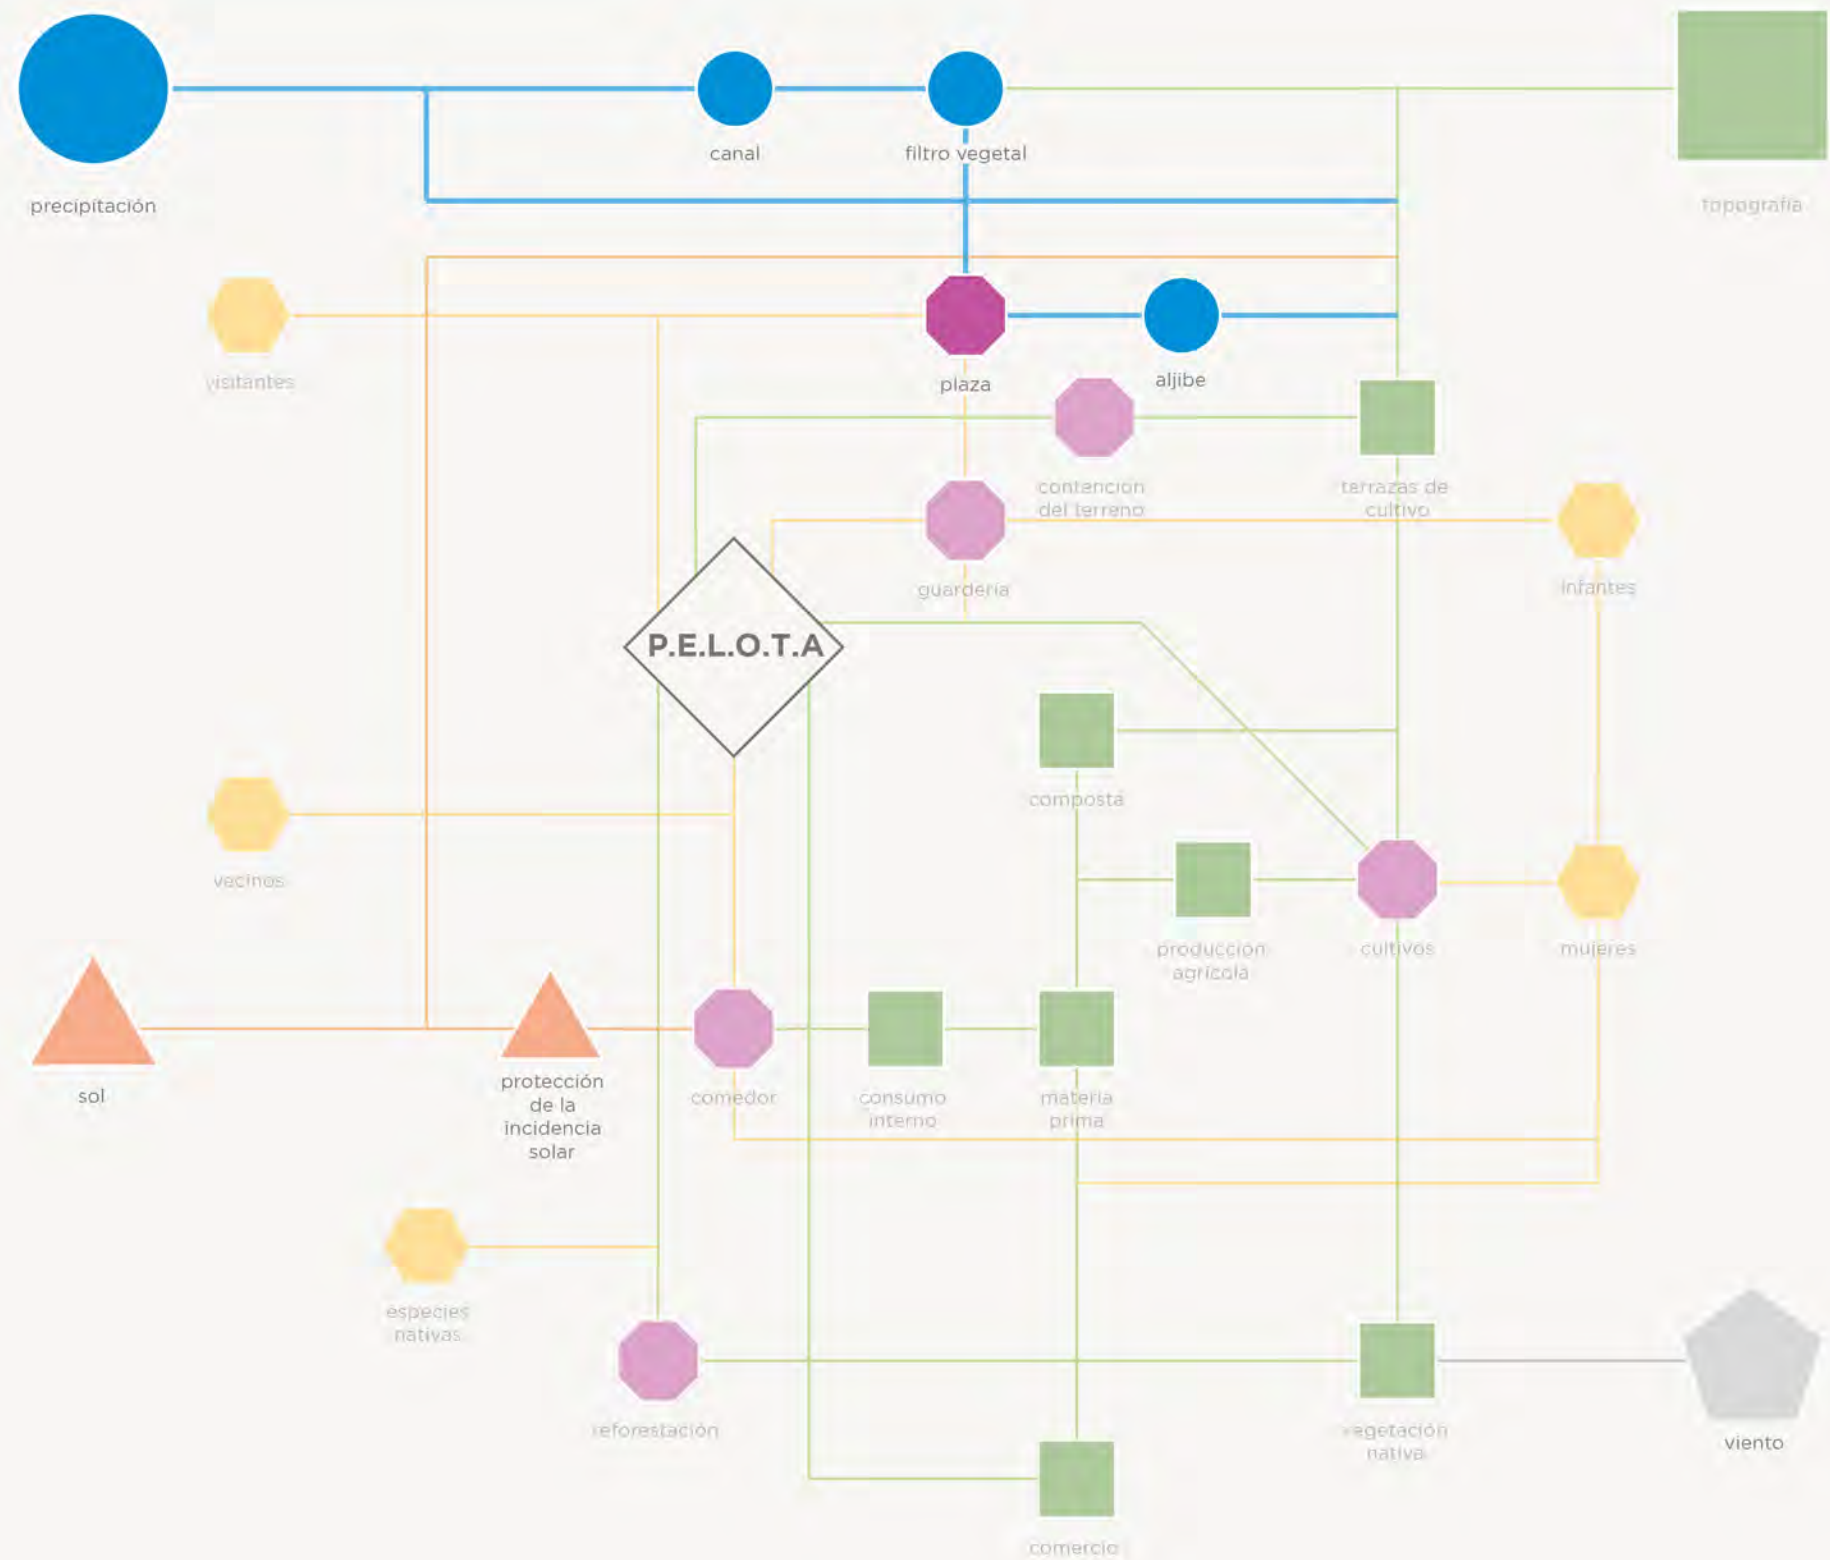 canal
filtro vegetal
precipitación
topografía
visitantes
plaza
aljibe
contención
del terreno
terrazas de
cultivo
guardería
infantes
P.E.L.O.T.A
composta
vecinos
producción
agrícola
cultivos
mujeres
sol
protección
de la
incidencia
solar
comedor
consumo
interno
materia
prima
especies
nativas
reforestación
vegetación
nativa
viento
comercio